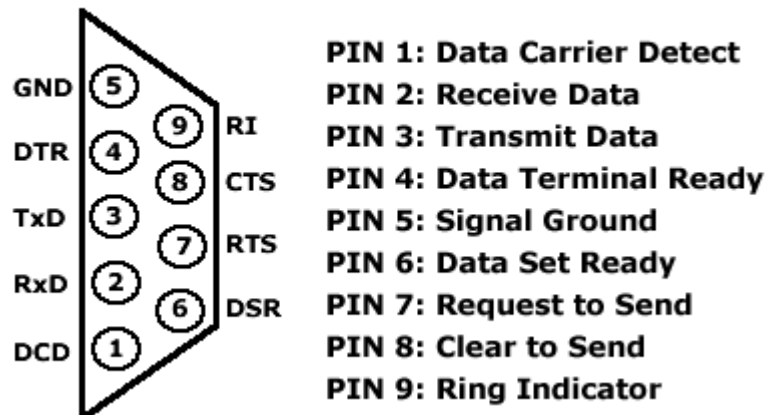 GND
5
9
RI
DTR
4
8
CTS
TxD
3
7
RTS
RxD
2
6
DSR
DCD
1
PIN 1: Data Carrier Detect
PIN 2: Receive Data
PIN 3: Transmit Data
PIN 4: Data Terminal Ready
PIN 5: Signal Ground
PIN 6: Data Set Ready
PIN 7: Request to Send
PIN 8: Clear to Send
PIN 9: Ring Indicator